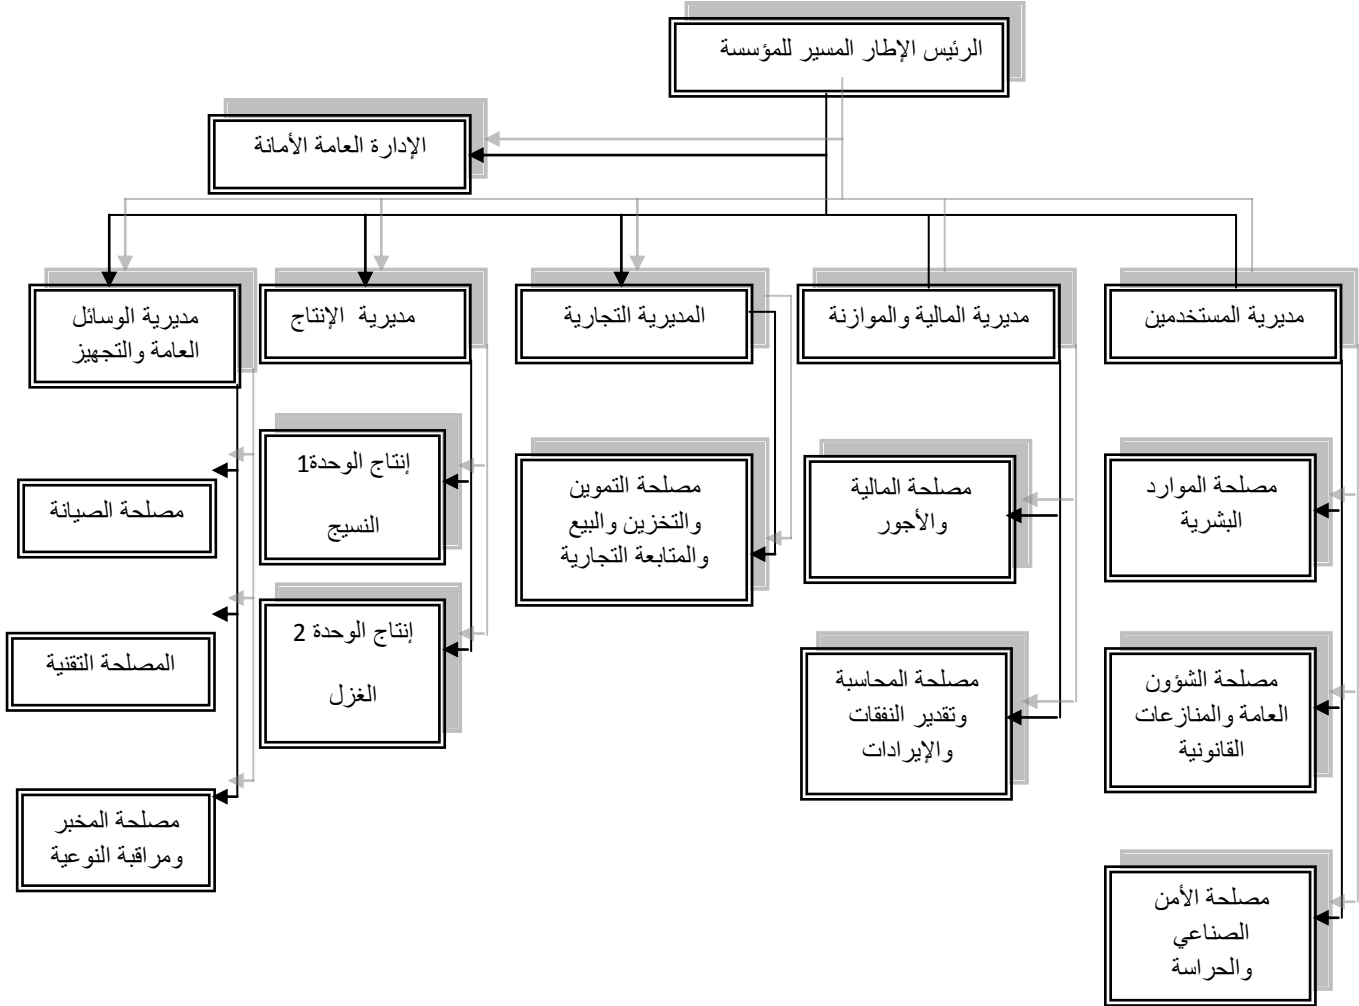 الرئيس الإطار المسير للمؤسسة
الإدارة العامة الأمانة
مديرية المستخدمين
مديرية المالية والموازنة
المديرية التجارية
مديرية الإنتاج
مديرية الوسائل
العامة والتجهيز
مصلحة الموارد
البشرية
مصلحة الشؤون
العامة والمنازعات
القانونية
مصلحة الأمن
الصناعي
والحراسة
مصلحة المالية
والأجور
مصلحة المحاسبة
وتقدير النفقات
والإيرادات
مصلحة التموين
والتخزين والبيع
والمتابعة التجارية
إنتاج الوحدة1
النسيج
إنتاج الوحدة 2
الغزل
مصلحة الصيانة
المصلحة التقنية
مصلحة المخبر
ومراقبة النوعية